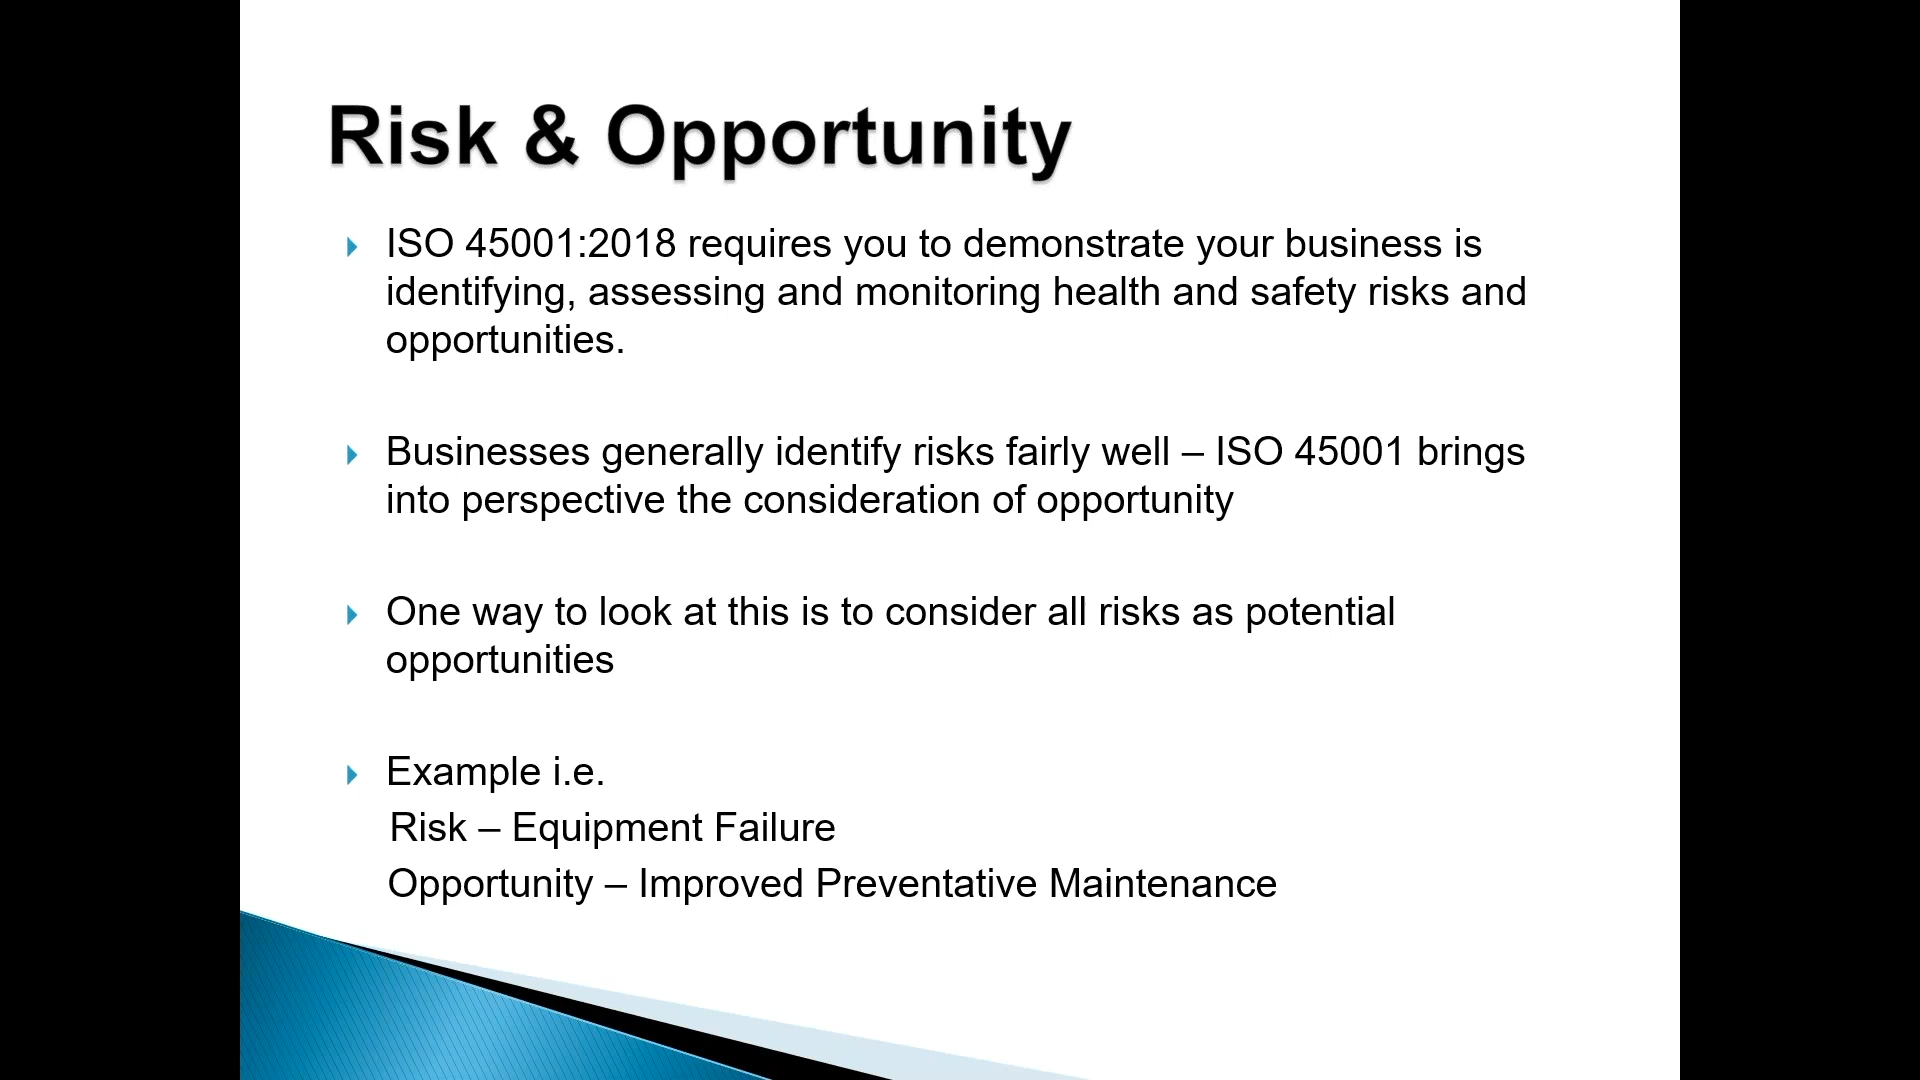 Risk & Opportunity
ISO 45001:2018 requires you to demonstrate your business is
identifying, assessing and monitoring health and safety risks and
opportunities.
Businesses generally identify risks fairly well – ISO 45001 brings
into perspective the consideration of opportunity
One way to look at this is to consider all risks as potential
opportunities
Example i.e.
Risk – Equipment Failure
Opportunity – Improved Preventative Maintenance